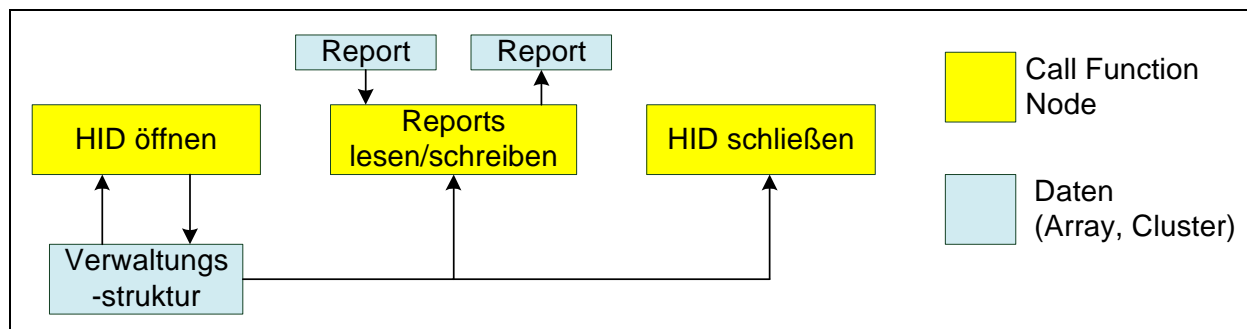 Report
Report
HID öffnen
Reports
lesen/schreiben
HID schließen
Verwaltungs
-struktur
Call Function
Node
Daten
(Array, Cluster)